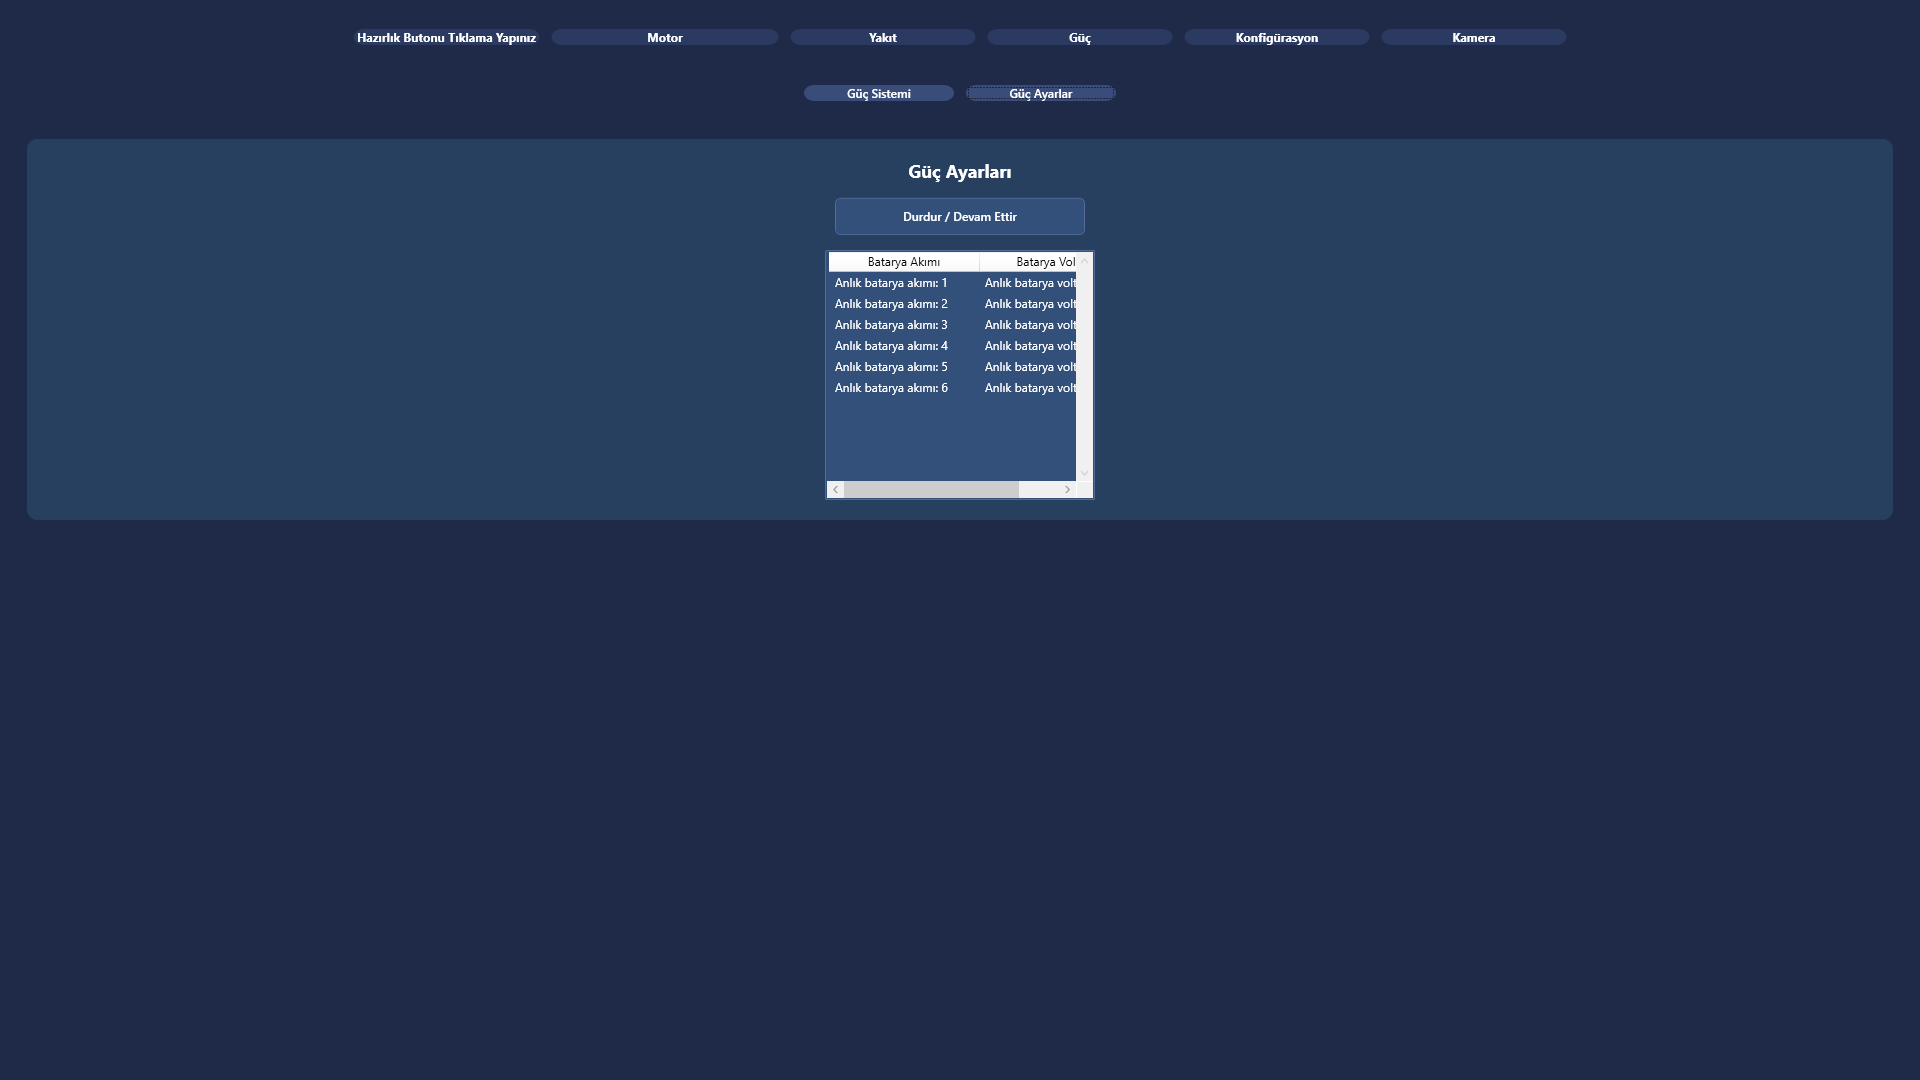 Hazırlık Butonu Tıklama Yapınız Motor Yakıt Güç Konfigürasyon Kamera
Güç Sistemi Güç Ayarlar
Güç Ayarları
Durdur / Devam Ettir
Batarya Akımı Batarya Vol
Anlık batarya akımı: 1 Anlık batarya volt
Anlık batarya akımı: 2 Anlık batarya volt
Anlık batarya akımı: 3 Anlık batarya volt
Anlık batarya akımı: 4 Anlık batarya volt
Anlık batarya akımı: 5 Anlık batarya volt
Anlık batarya akımı: 6 Anlık batarya volt